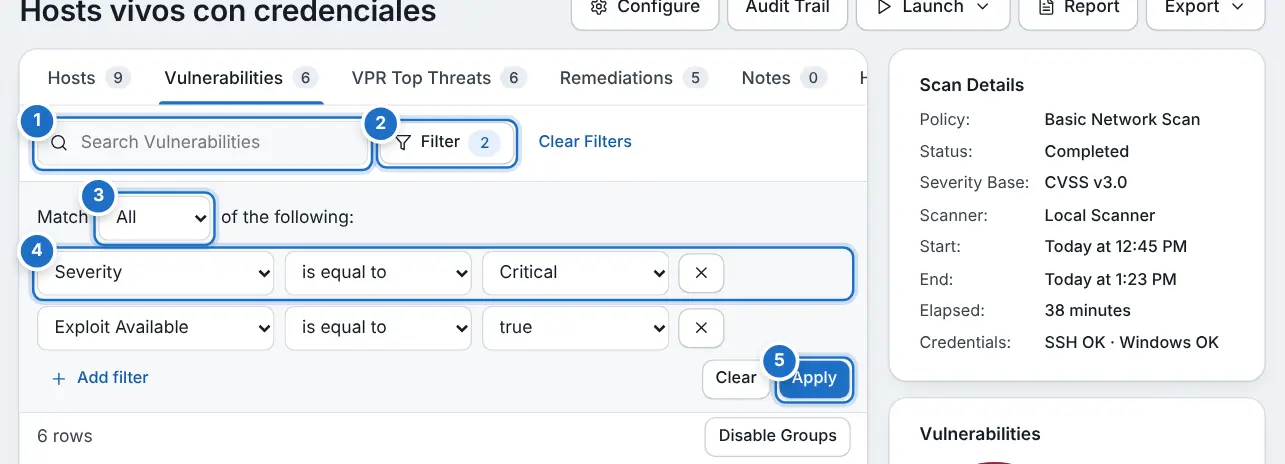 Hosts vivos con credenciales
Configure
Audit Trail
Launch
Report
Export
Hosts 9
Vulnerabilities 6
VPR Top Threats 6
Remediations 5
Notes 0
1
Search Vulnerabilities
2
Filter 2
Clear Filters
3
Match All of the following:
4
Severity is equal to Critical
Exploit Available is equal to true
Add filter
Clear
5
Apply
6 rows
Disable Groups
Scan Details
Policy: Basic Network Scan
Status: Completed
Severity Base: CVSS v3.0
Scanner: Local Scanner
Start: Today at 12:45 PM
End: Today at 1:23 PM
Elapsed: 38 minutes
Credentials: SSH OK · Windows OK
Vulnerabilities